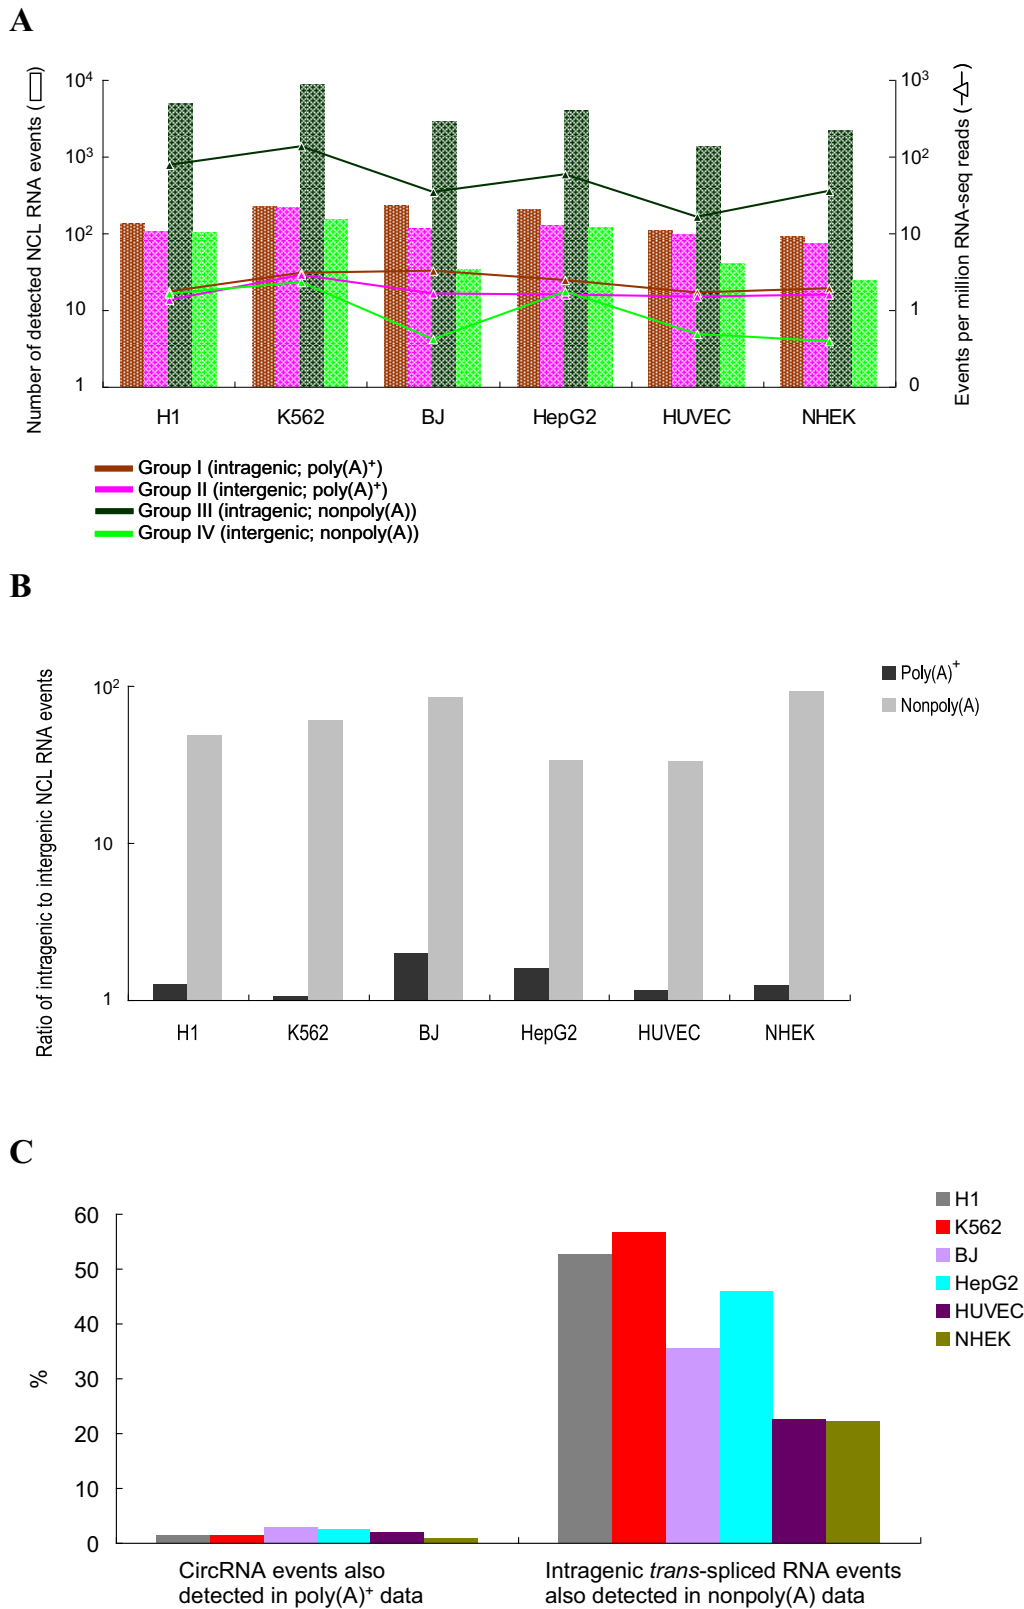 A
Number of detected NCL RNA events ( )
10⁴
10³
10²
10
1
10³
10²
10
1
0
Events per million RNA-seq reads ( )
H1
K562
BJ
HepG2
HUVEC
NHEK
Group I (intragenic; poly(A)⁺)
Group II (intergenic; poly(A)⁺)
Group III (intragenic; nonpoly(A))
Group IV (intergenic; nonpoly(A))
B
Ratio of intragenic to intergenic NCL RNA events
10²
10
1
H1
K562
BJ
HepG2
HUVEC
NHEK
Poly(A)⁺
Nonpoly(A)
C
%
60
50
40
30
20
10
0
CircRNA events also
detected in poly(A)⁺ data
Intragenic trans-spliced RNA events
also detected in nonpoly(A) data
H1
K562
BJ
HepG2
HUVEC
NHEK